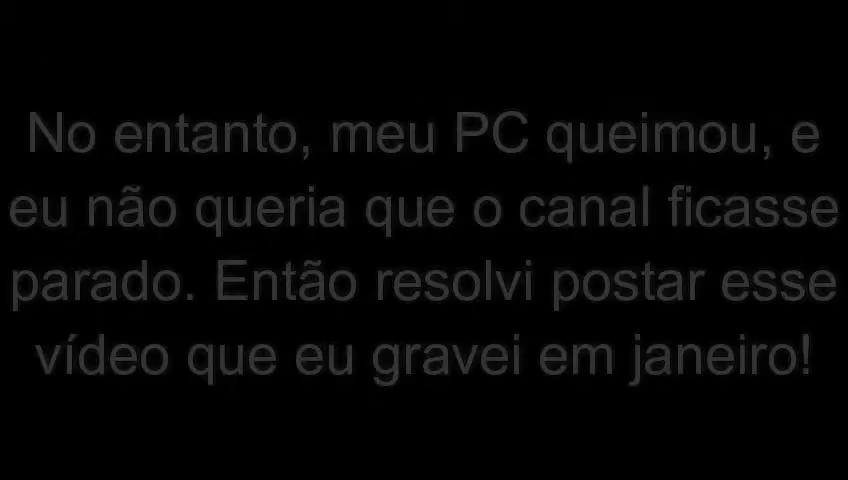 No entanto, meu PC queimou, e
eu não queria que o canal ficasse
parado. Então resolvi postar esse
vídeo que eu gravei em janeiro!